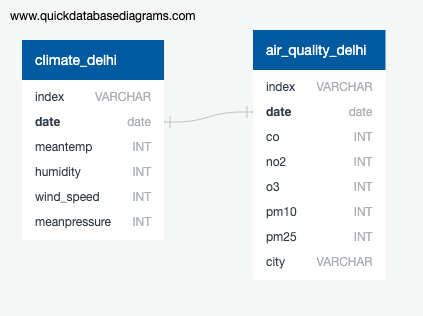 www.quickdatabasediagrams.com
climate_delhi
index VARCHAR
date date
meantemp INT
humidity INT
wind_speed INT
meanpressure INT
air_quality_delhi
index VARCHAR
date date
co INT
no2 INT
o3 INT
pm10 INT
pm25 INT
city VARCHAR